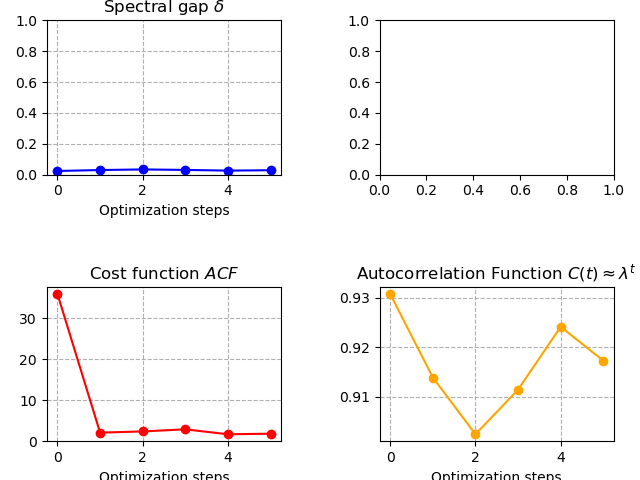 Spectral gap δ
1.0
0.8
0.6
0.4
0.2
0.0
0 2 4
Optimization steps
1.0
0.8
0.6
0.4
0.2
0.0
0.0 0.2 0.4 0.6 0.8 1.0
Cost function ACF
30
20
10
0
0 2 4
Optimization steps
Autocorrelation Function C(t) ≈ λ^t
0.93
0.92
0.91
0 2 4
Optimization steps